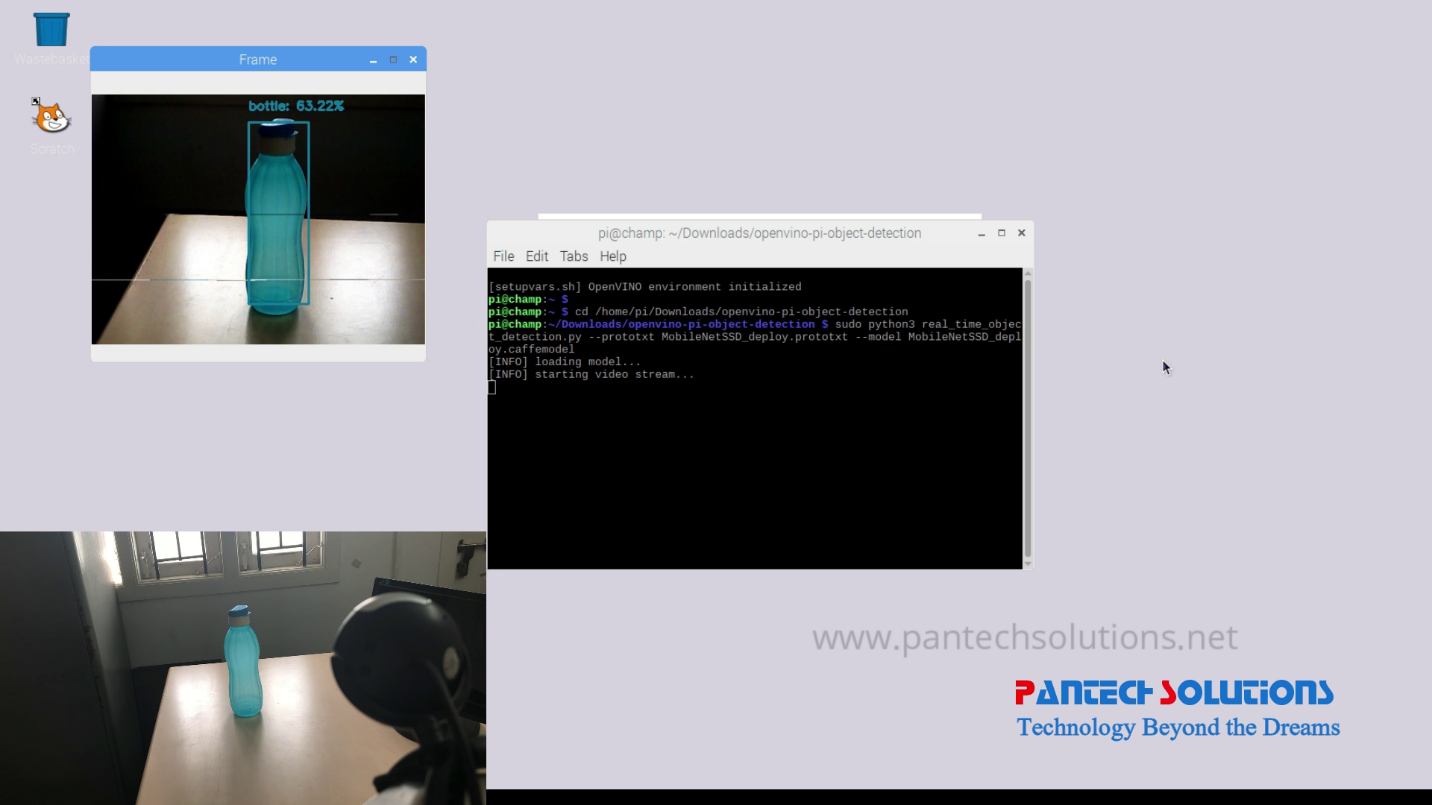 Wastebasket
Frame
bottle: 63.22%
Scratch
pi@champ: ~/Downloads/openvino-pi-object-detection
File Edit Tabs Help
[setupvars.sh] OpenVINO environment initialized
pi@champ:~ $
pi@champ:~ $ cd /home/pi/Downloads/openvino-pi-object-detection
pi@champ:~/Downloads/openvino-pi-object-detection $ sudo python3 real_time_objec
t_detection.py --prototxt MobileNetSSD_deploy.prototxt --model MobileNetSSD_depl
oy.caffemodel
[INFO] loading model...
[INFO] starting video stream...
www.pantechsolutions.net
PANTECH SOLUTIONS
Technology Beyond the Dreams